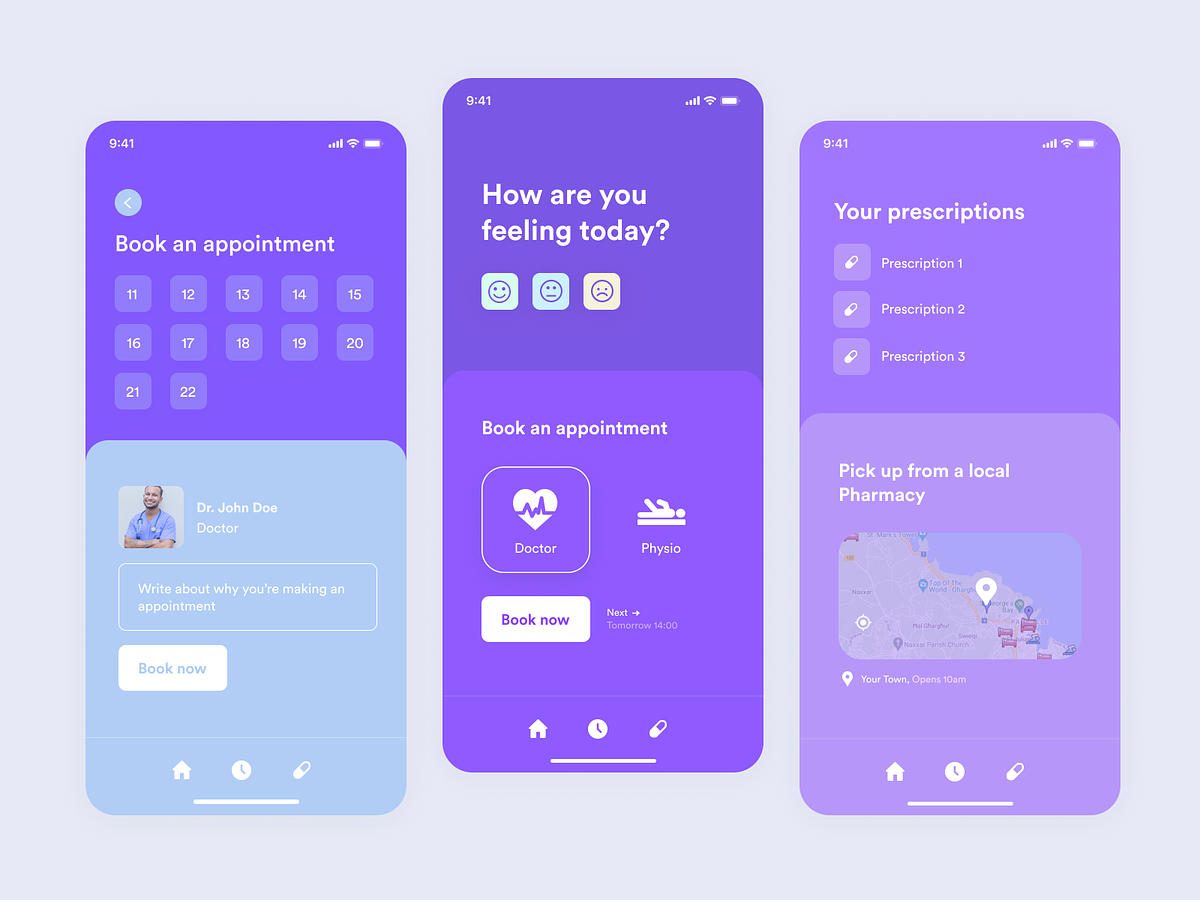 9:41
Book an appointment
11 12 13 14 15
16 17 18 19 20
21 22
Dr. John Doe
Doctor
Write about why you're making an
appointment
Book now
9:41
How are you
feeling today?
Book an appointment
Doctor
Physio
Book now
Next →
Tomorrow 14:00
9:41
Your prescriptions
Prescription 1
Prescription 2
Prescription 3
Pick up from a local
Pharmacy
St. Mark's Tower
Naxxar
Top Of The
World - Gharghur
George's
Bay
Mol Gharghur
Swieqi
Naxxar Parish Church
Your Town, Opens 10am